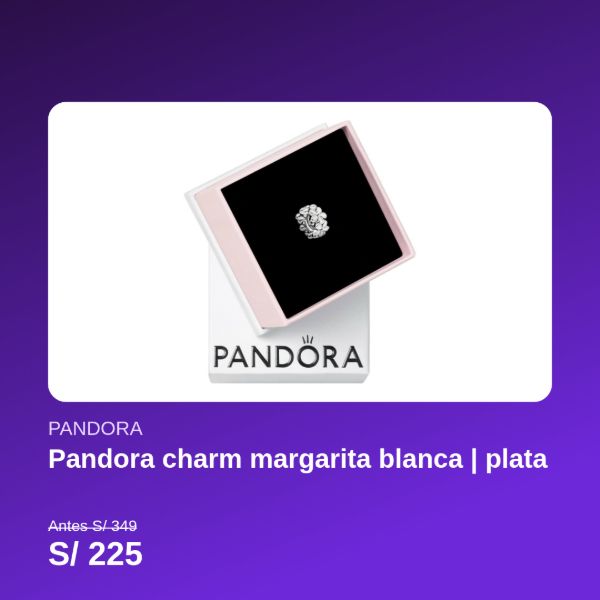 PANDORA
PANDORA
Pandora charm margarita blanca | plata
Antes S/ 349
S/ 225